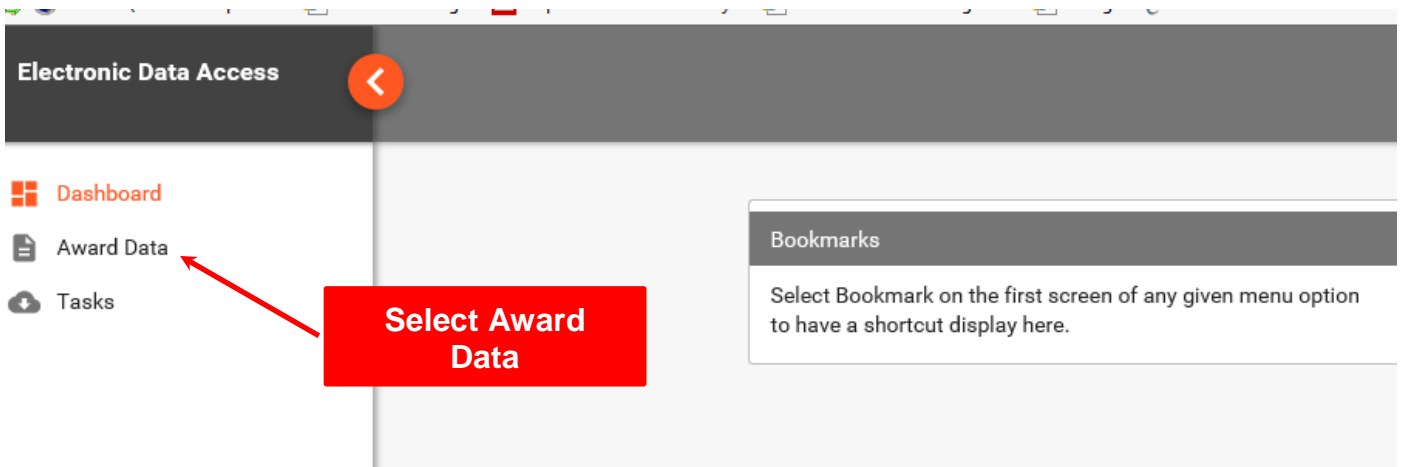 Electronic Data Access
Dashboard
Award Data
Tasks
Select Award
Data
Bookmarks
Select Bookmark on the first screen of any given menu option
to have a shortcut display here.